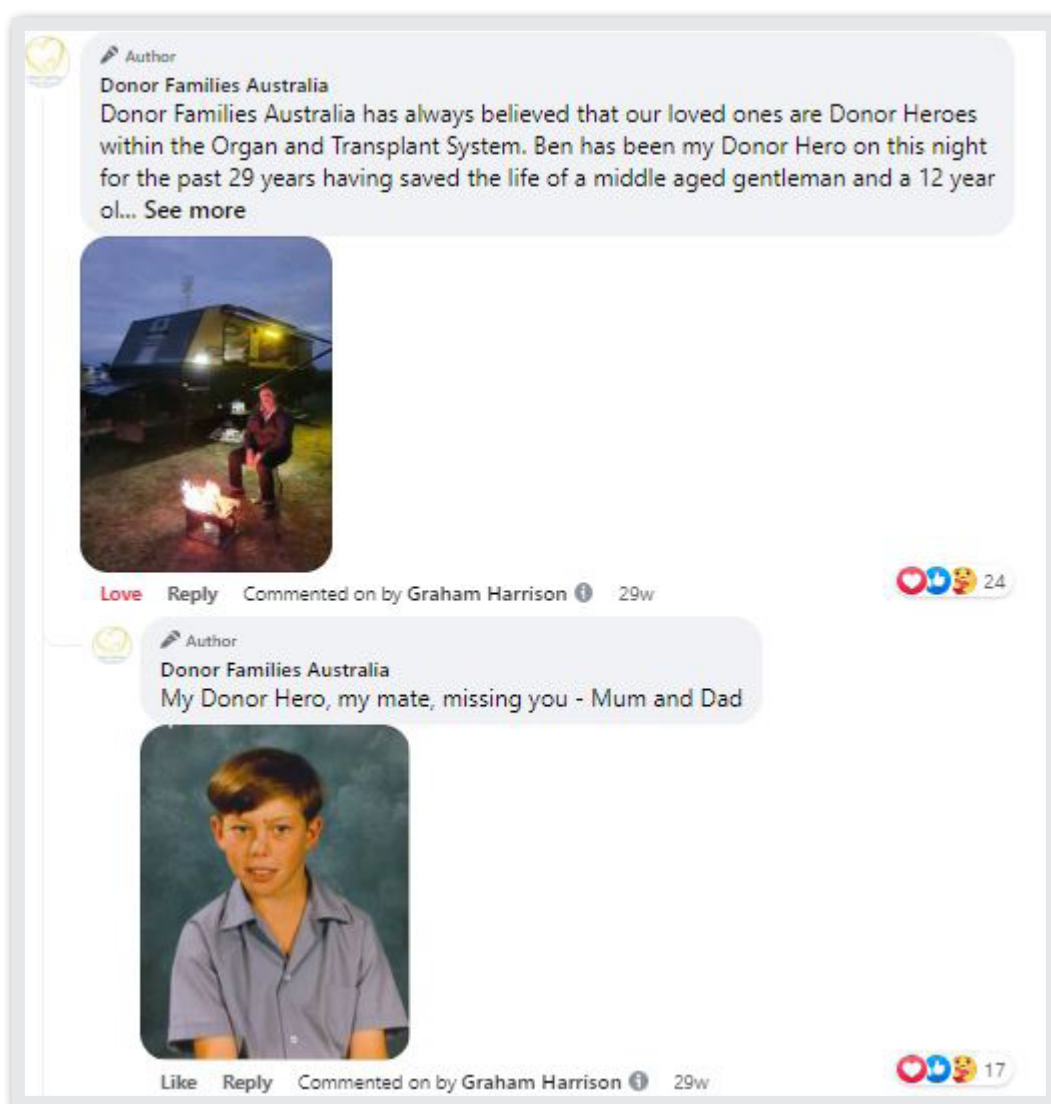 Author
Donor Families Australia
Donor Families Australia has always believed that our loved ones are Donor Heroes
within the Organ and Transplant System. Ben has been my Donor Hero on this night
for the past 29 years having saved the life of a middle aged gentleman and a 12 year
ol... See more
Love Reply Commented on by Graham Harrison 29w
24
Author
Donor Families Australia
My Donor Hero, my mate, missing you - Mum and Dad
Like Reply Commented on by Graham Harrison 29w
17